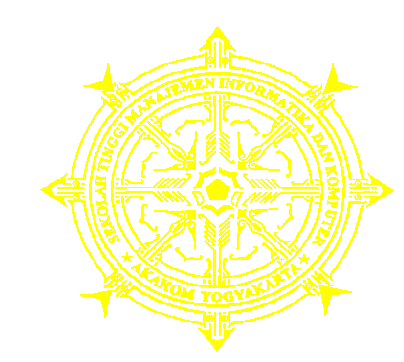 SEKOLAH TINGGI MANAJEMEN INFORMATIKA DAN KOMPUTER
AKAKOM YOGYAKARTA